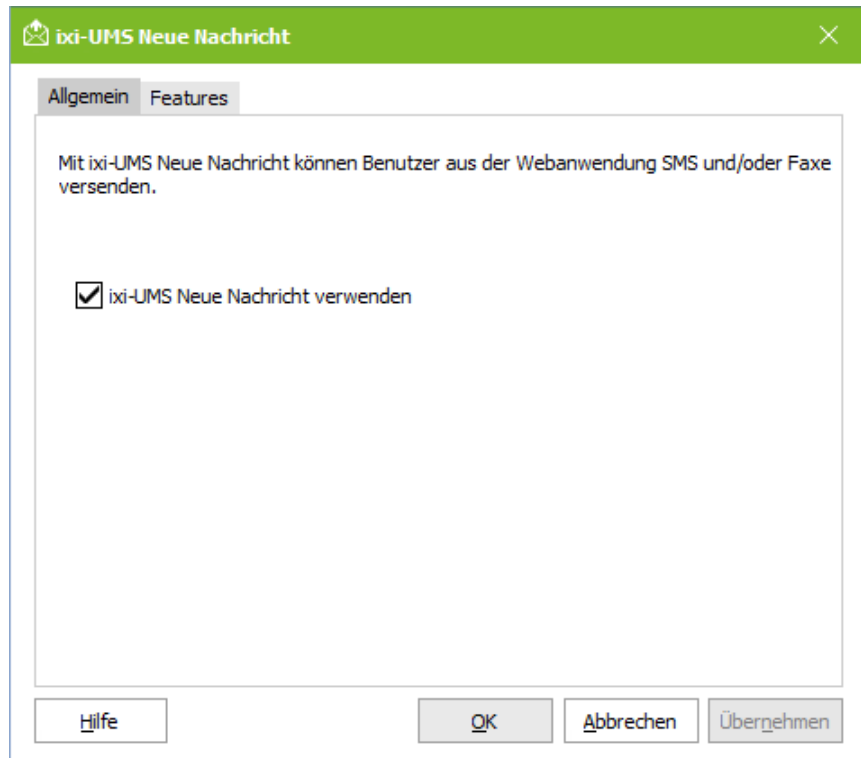 ixi-UMS Neue Nachricht
Allgemein Features
Mit ixi-UMS Neue Nachricht können Benutzer aus der Webanwendung SMS und/oder Faxe
versenden.
ixi-UMS Neue Nachricht verwenden
Hilfe OK Abbrechen Übernehmen